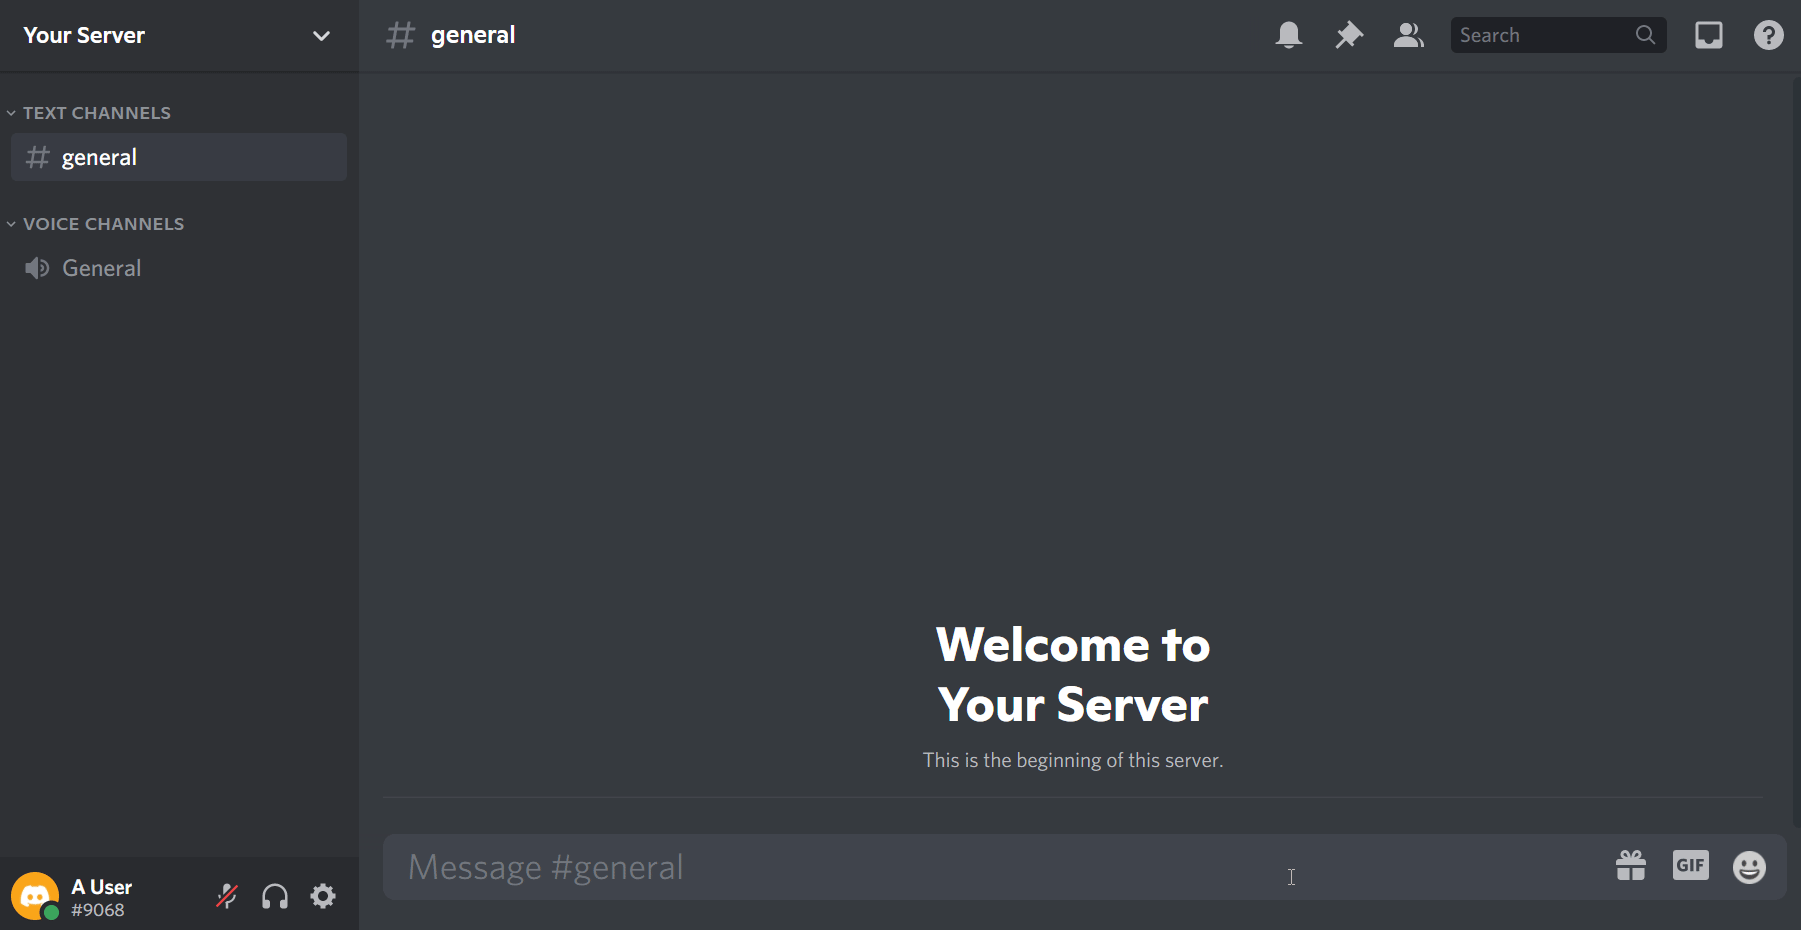 Your Server
# general
Search
?
TEXT CHANNELS
# general
VOICE CHANNELS
General
Welcome to
Your Server
This is the beginning of this server.
Message #general
GIF
A User
#9068